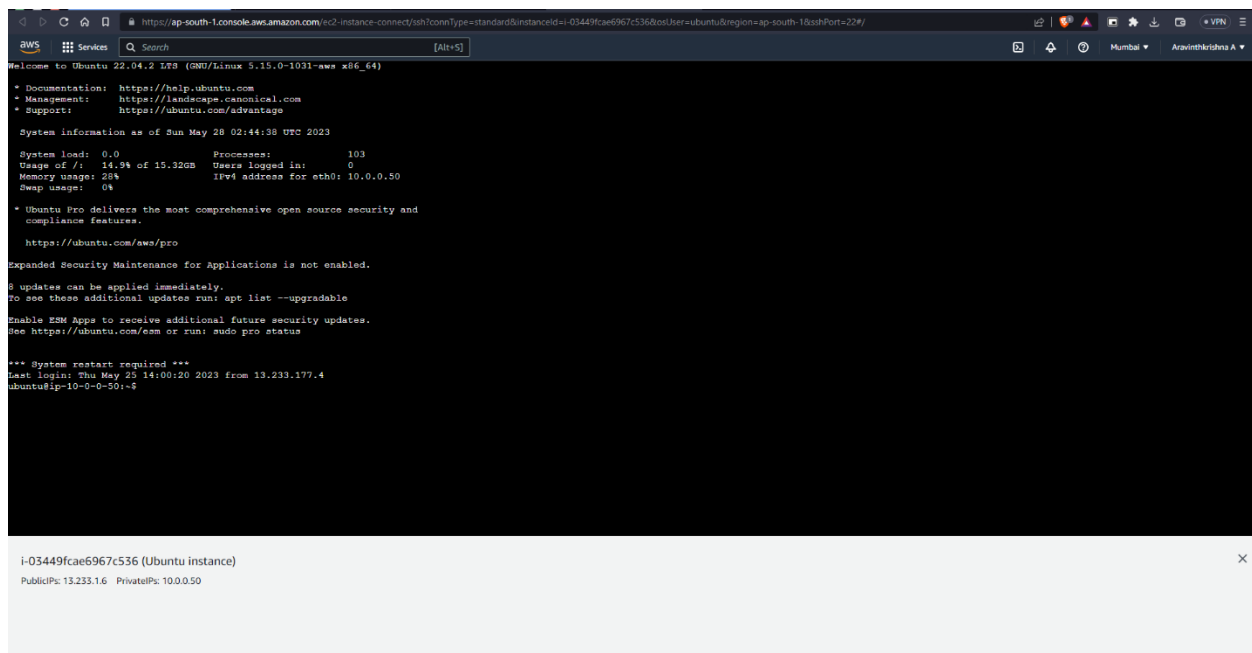 https://ap-south-1.console.aws.amazon.com/ec2-instance-connect/ssh?connType=standard&instanceId=i-03449fcae6967c536&osUser=ubuntu&region=ap-south-1&sshPort=22#/
VPN
aws Services Search [Alt+S] Mumbai Aravinthkrishna A
Welcome to Ubuntu 22.04.2 LTS (GNU/Linux 5.15.0-1031-aws x86_64)
* Documentation: https://help.ubuntu.com
* Management: https://landscape.canonical.com
* Support: https://ubuntu.com/advantage
System information as of Sun May 28 02:44:38 UTC 2023
System load: 0.0 Processes: 103
Usage of /: 14.9% of 15.32GB Users logged in: 0
Memory usage: 28% IPv4 address for eth0: 10.0.0.50
Swap usage: 0%
* Ubuntu Pro delivers the most comprehensive open source security and
compliance features.
https://ubuntu.com/aws/pro
Expanded Security Maintenance for Applications is not enabled.
8 updates can be applied immediately.
To see these additional updates run: apt list --upgradable
Enable ESM Apps to receive additional future security updates.
See https://ubuntu.com/esm or run: sudo pro status
*** System restart required ***
Last login: Thu May 25 14:00:20 2023 from 13.233.177.4
ubuntu@ip-10-0-0-50:~$
i-03449fcae6967c536 (Ubuntu instance)
PublicIPs: 13.233.1.6 PrivateIPs: 10.0.0.50